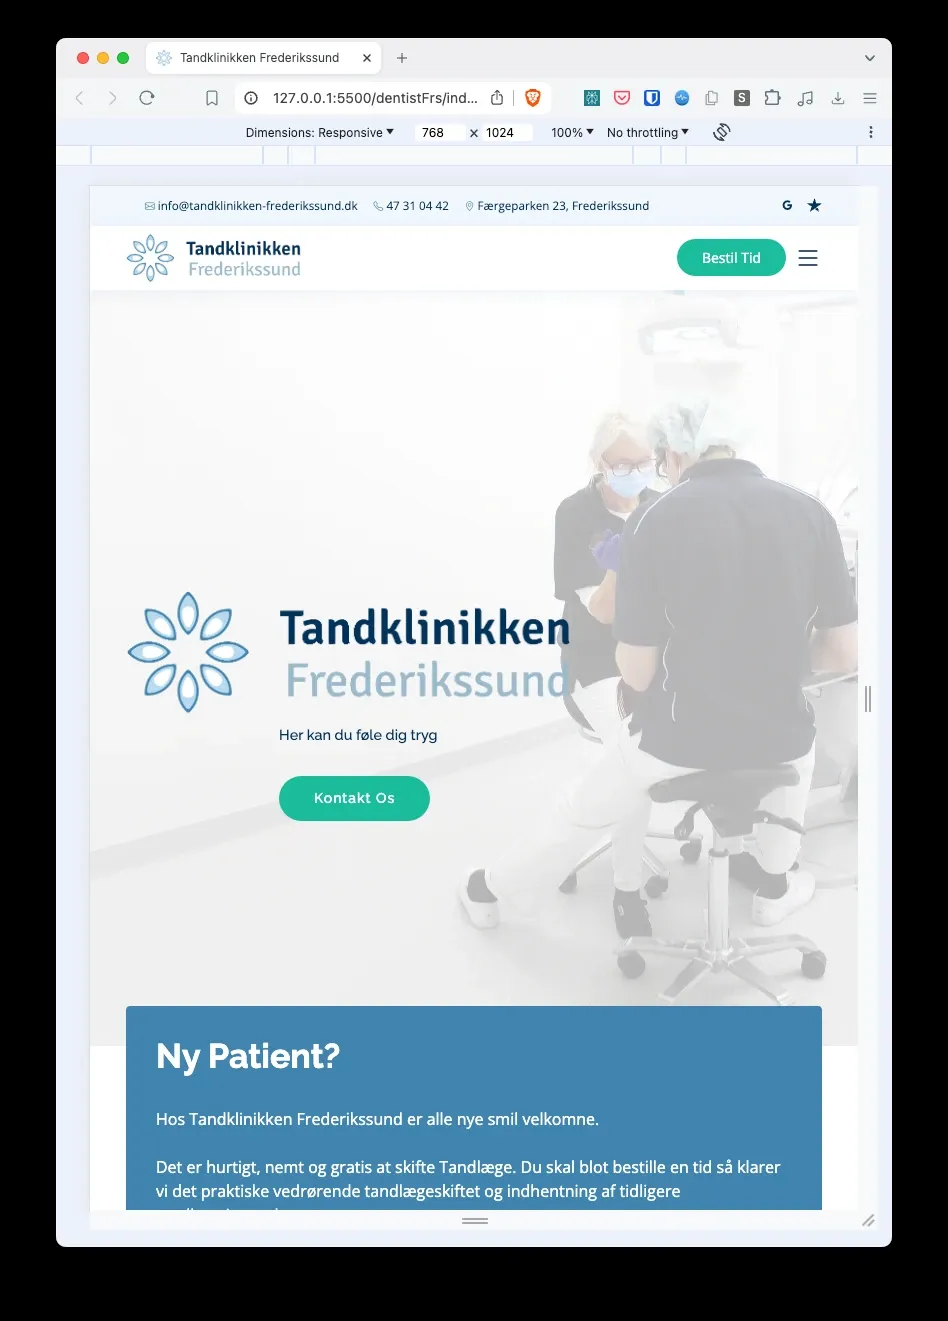 Tandklinikken Frederikssund
127.0.0.1:5500/dentistFrs/ind...
S
Dimensions: Responsive 768 x 1024 100% No throttling
info@tandklinikken-frederikssund.dk 47 31 04 42 Færgeparken 23, Frederikssund G
Tandklinikken
Frederikssund
Bestil Tid
Tandklinikken
Frederikssund
Her kan du føle dig tryg
Kontakt Os
Ny Patient?
Hos Tandklinikken Frederikssund er alle nye smil velkomne.
Det er hurtigt, nemt og gratis at skifte Tandlæge. Du skal blot bestille en tid så klarer
vi det praktiske vedrørende tandlægeskiftet og indhentning af tidligere